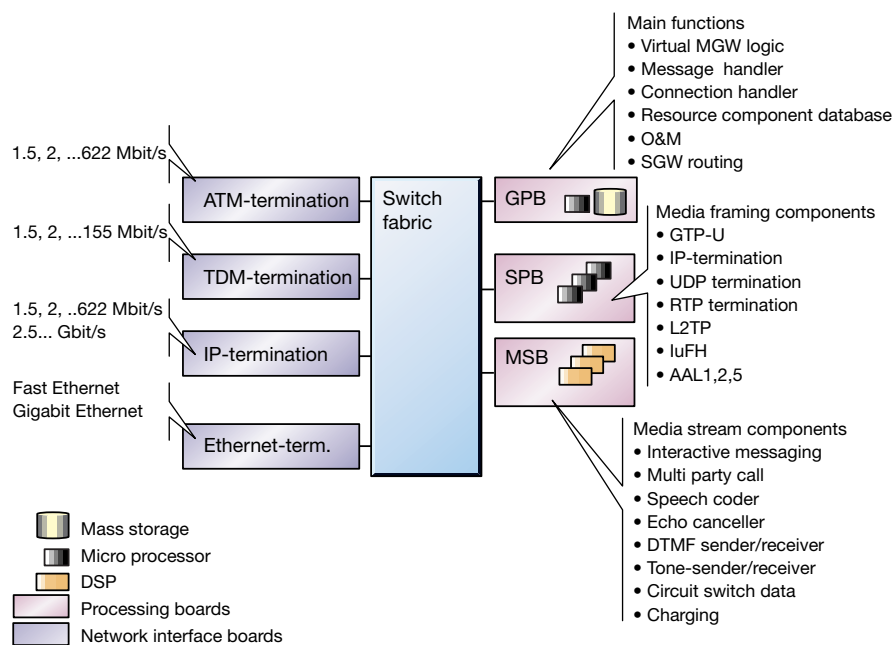 Main functions
• Virtual MGW logic
• Message handler
• Connection handler
• Resource component database
• O&M
• SGW routing
1.5, 2, ...622 Mbit/s
ATM-termination
Switch
fabric
GPB
1.5, 2, ...155 Mbit/s
TDM-termination
SPB
Media framing components
• GTP-U
• IP-termination
• UDP termination
• RTP termination
• L2TP
• IuFH
• AAL1,2,5
1.5, 2, ..622 Mbit/s
2.5... Gbit/s
IP-termination
MSB
Fast Ethernet
Gigabit Ethernet
Ethernet-term.
Media stream components
• Interactive messaging
• Multi party call
• Speech coder
• Echo canceller
• DTMF sender/receiver
• Tone-sender/receiver
• Circuit switch data
• Charging
Mass storage
Micro processor
DSP
Processing boards
Network interface boards